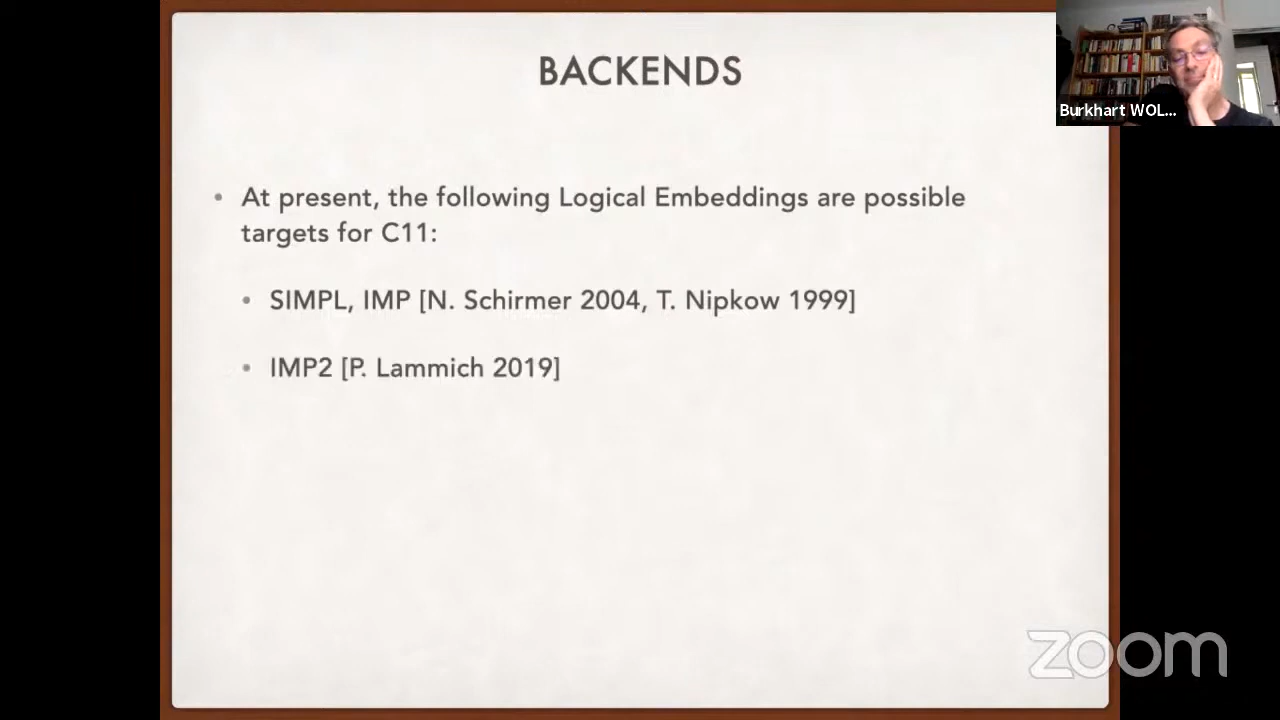 BACKENDS
Burkhart WOL...
• At present, the following Logical Embeddings are possible
targets for C11:
• SIMPL, IMP [N. Schirmer 2004, T. Nipkow 1999]
• IMP2 [P. Lammich 2019]
zoom